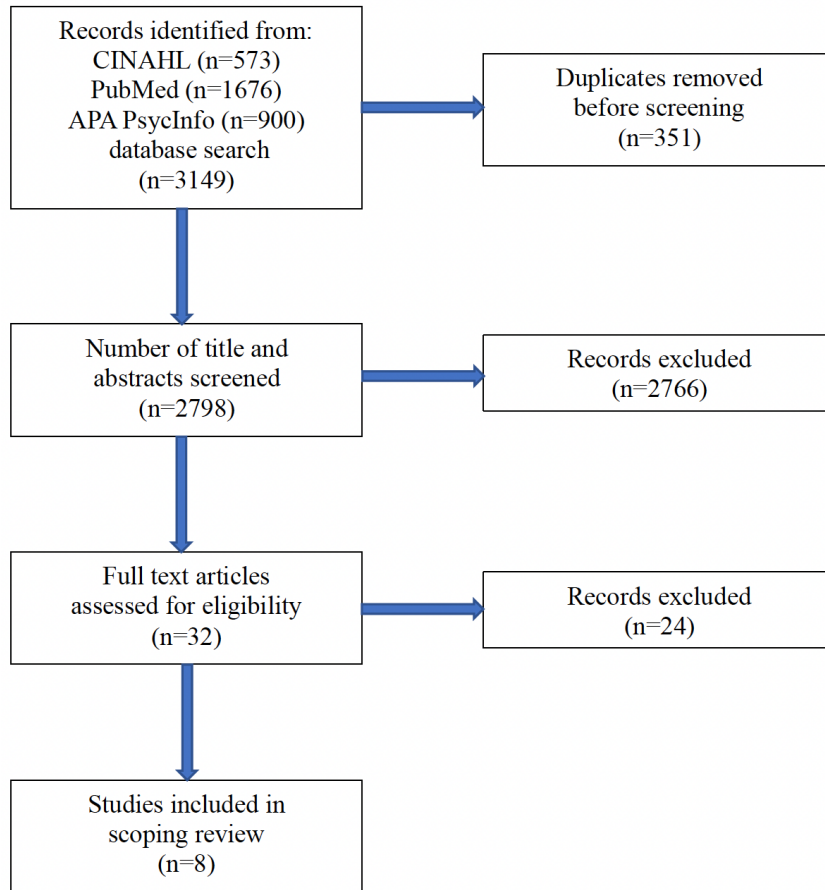 Records identified from:
CINAHL (n=573)
PubMed (n=1676)
APA PsycInfo (n=900)
database search
(n=3149)
Duplicates removed
before screening
(n=351)
Number of title and
abstracts screened
(n=2798)
Records excluded
(n=2766)
Full text articles
assessed for eligibility
(n=32)
Records excluded
(n=24)
Studies included in
scoping review
(n=8)